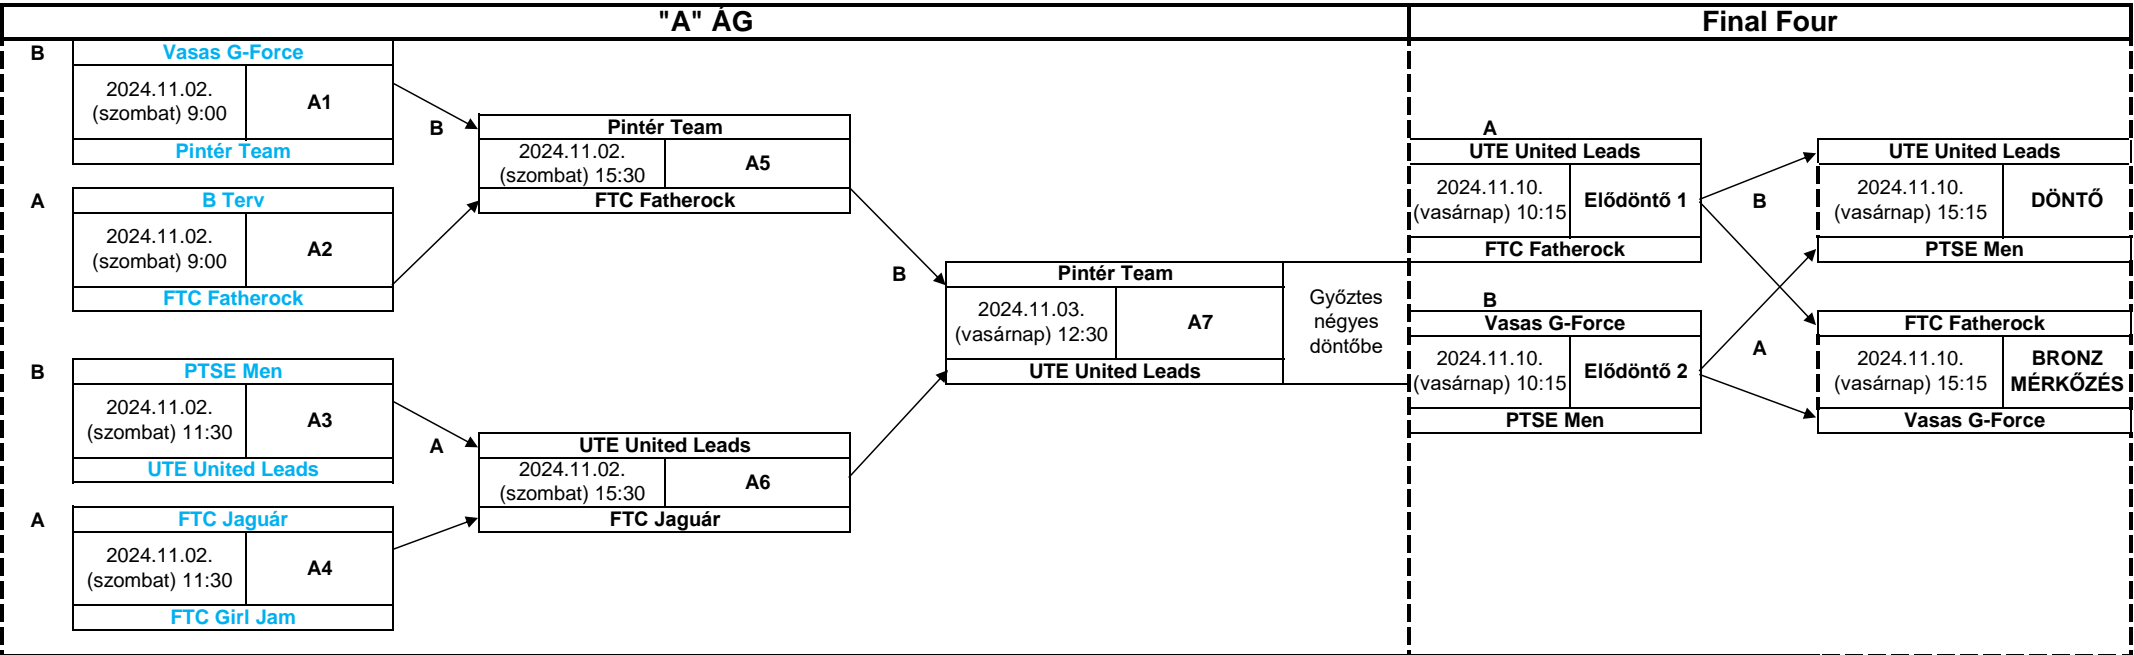 "A" ÁG
Final Four
B
Vasas G-Force
2024.11.02.
(szombat) 9:00
A1
Pintér Team
A
B Terv
2024.11.02.
(szombat) 9:00
A2
FTC Fatherock
B
PTSE Men
2024.11.02.
(szombat) 11:30
A3
UTE United Leads
A
FTC Jaguár
2024.11.02.
(szombat) 11:30
A4
FTC Girl Jam
B
Pintér Team
2024.11.02.
(szombat) 15:30
A5
FTC Fatherock
A
UTE United Leads
2024.11.02.
(szombat) 15:30
A6
FTC Jaguár
B
Pintér Team
2024.11.03.
(vasárnap) 12:30
A7
UTE United Leads
Győztes
négyes
döntőbe
A
UTE United Leads
2024.11.10.
(vasárnap) 10:15
Elődöntő 1
FTC Fatherock
B
Vasas G-Force
2024.11.10.
(vasárnap) 10:15
Elődöntő 2
PTSE Men
B
UTE United Leads
2024.11.10.
(vasárnap) 15:15
DÖNTŐ
PTSE Men
A
FTC Fatherock
2024.11.10.
(vasárnap) 15:15
BRONZ
MÉRKŐZÉS
Vasas G-Force